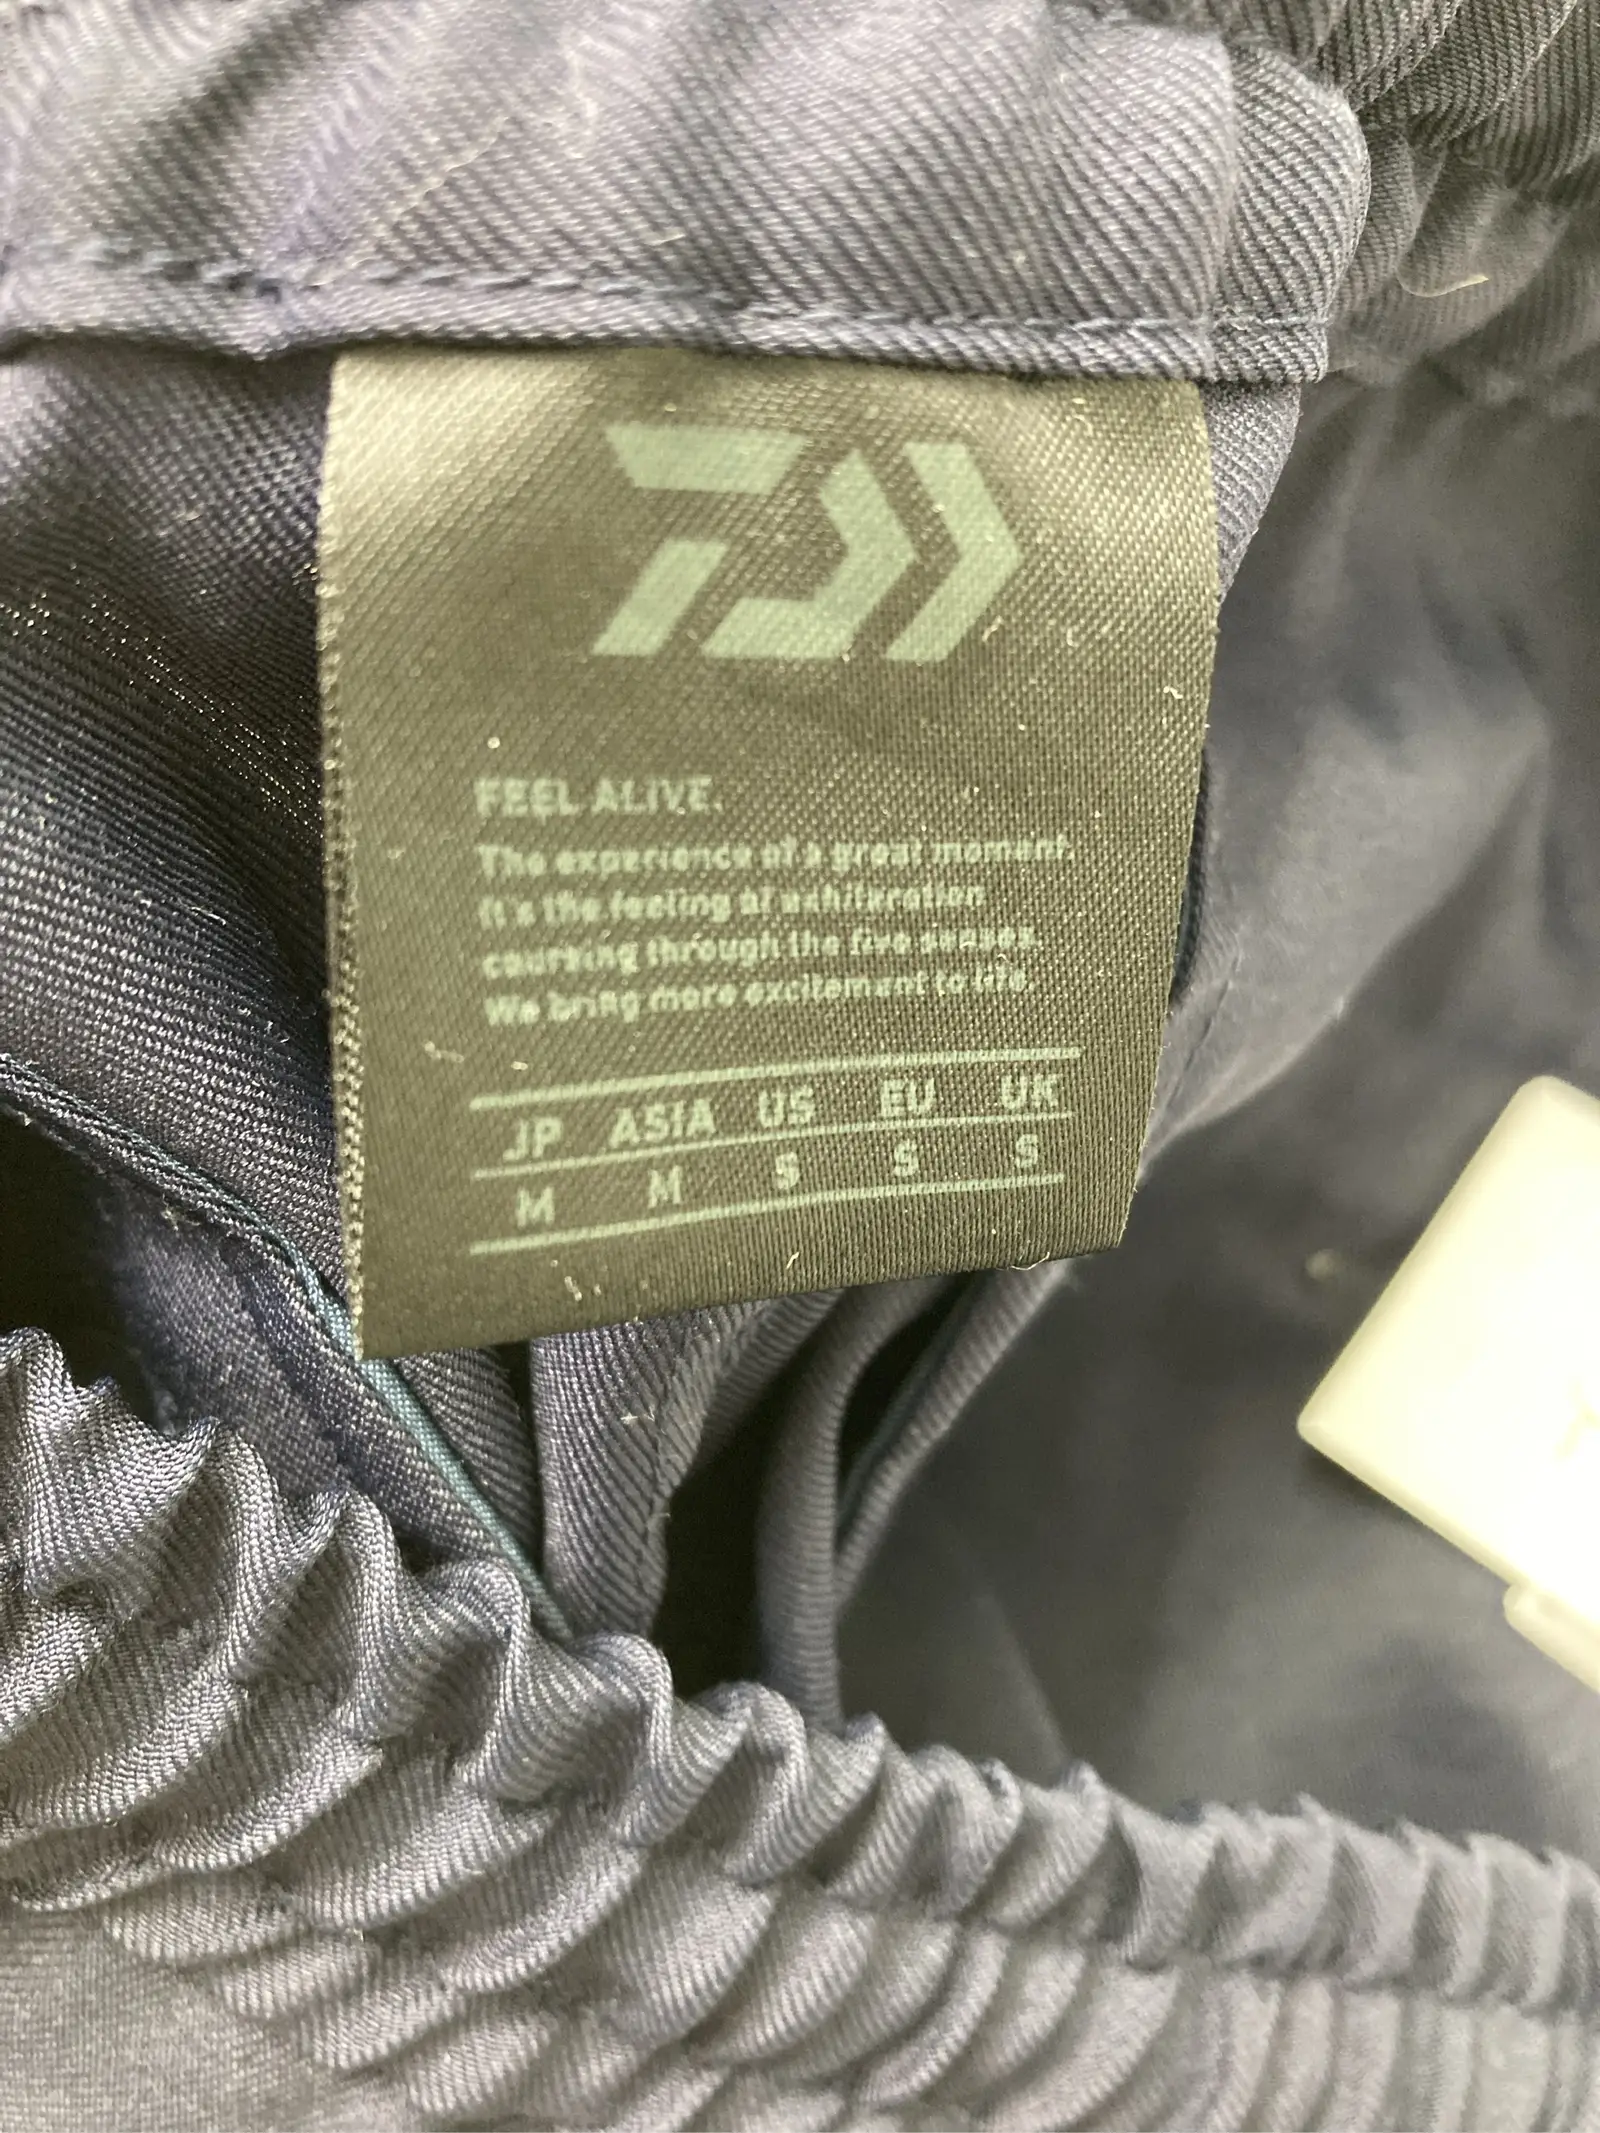 FEEL ALIVE.
The experience of a great moment.
It's the feeling of exhilaration
coursing through the five senses.
We bring more excitement to life.
JP ASIA US EU UK
M M S S S